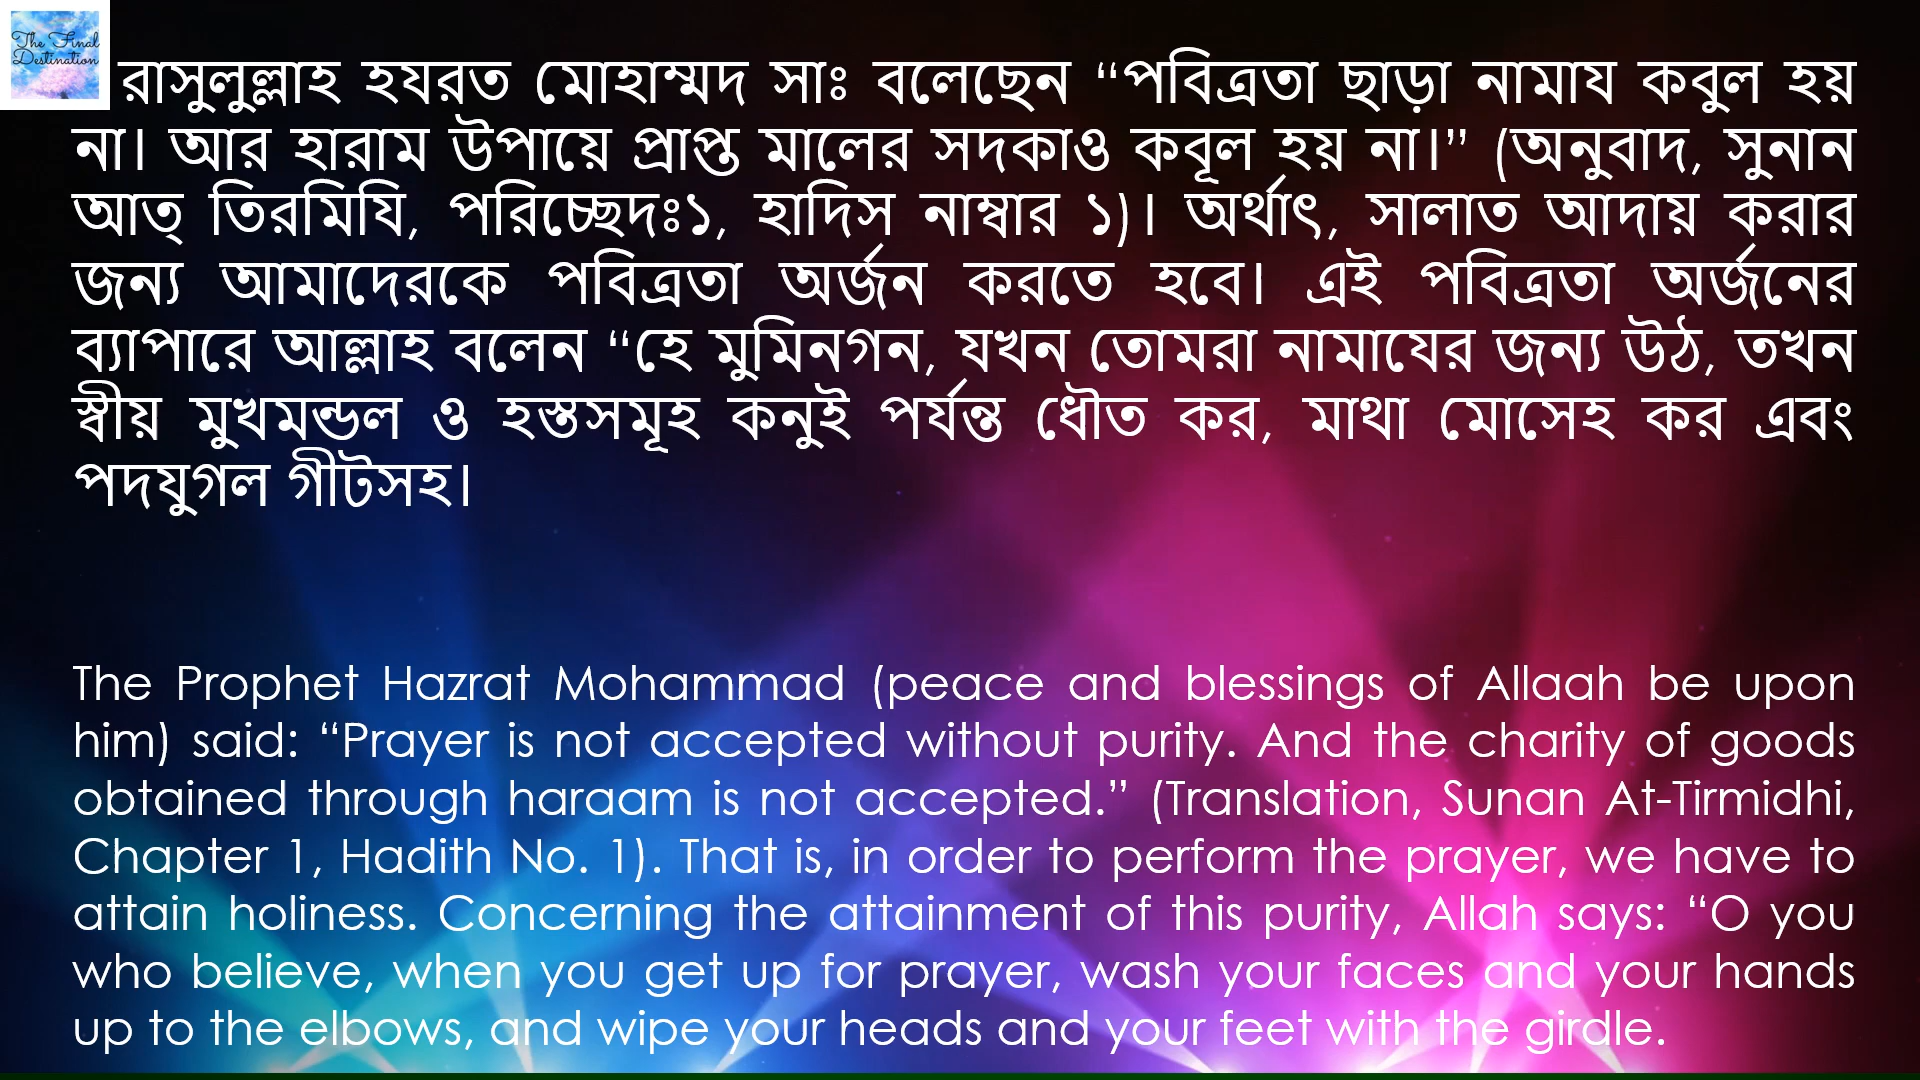 The Final
Destination
রাসুলুল্লাহ হযরত মোহাম্মদ সাঃ বলেছেন “পবিত্রতা ছাড়া নামায কবুল হয়
না। আর হারাম উপায়ে প্রাপ্ত মালের সদকাও কবূল হয় না।” (অনুবাদ, সুনান
আত্ তিরমিযি, পরিচ্ছেদঃ১, হাদিস নাম্বার ১)। অর্থাৎ, সালাত আদায় করার
জন্য আমাদেরকে পবিত্রতা অর্জন করতে হবে। এই পবিত্রতা অর্জনের
ব্যাপারে আল্লাহ বলেন “হে মুমিনগন, যখন তোমরা নামাযের জন্য উঠ, তখন
স্বীয় মুখমন্ডল ও হস্তসমূহ কনুই পর্যন্ত ধৌত কর, মাথা মোসেহ কর এবং
পদযুগল গীটসহ।
The Prophet Hazrat Mohammad (peace and blessings of Allaah be upon
him) said: “Prayer is not accepted without purity. And the charity of goods
obtained through haraam is not accepted.” (Translation, Sunan At-Tirmidhi,
Chapter 1, Hadith No. 1). That is, in order to perform the prayer, we have to
attain holiness. Concerning the attainment of this purity, Allah says: “O you
who believe, when you get up for prayer, wash your faces and your hands
up to the elbows, and wipe your heads and your feet with the girdle.